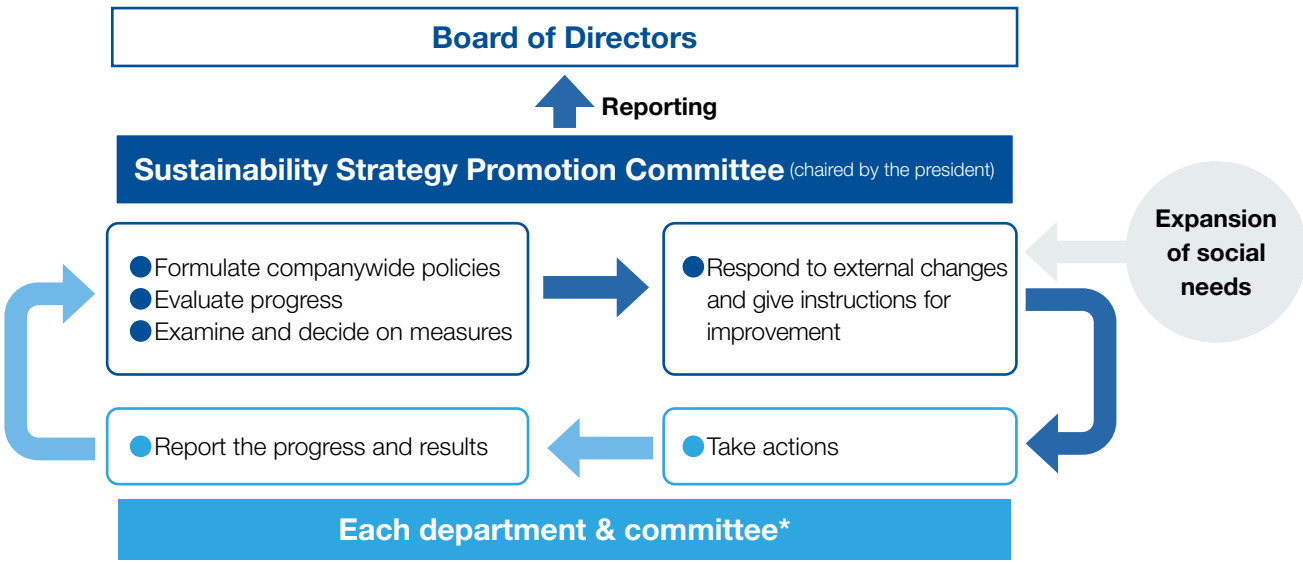 Board of Directors
Reporting
Sustainability Strategy Promotion Committee (chaired by the president)
●Formulate companywide policies
●Evaluate progress
●Examine and decide on measures
●Respond to external changes
and give instructions for
improvement
Expansion
of social
needs
●Report the progress and results
●Take actions
Each department & committee*